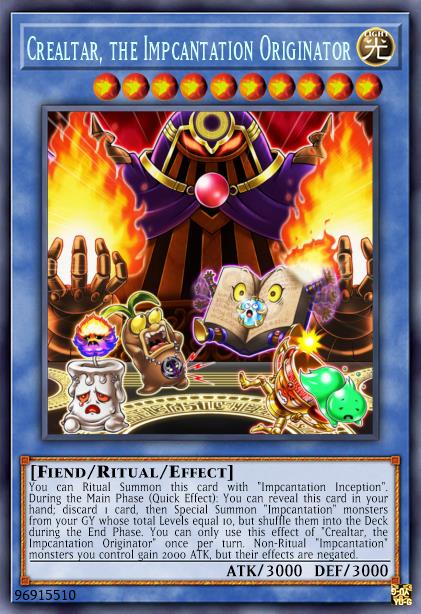 Crealtar, the Impcantation Originator
LIGHT
光
[Fiend/Ritual/Effect]
You can Ritual Summon this card with "Impcantation Inception".
During the Main Phase (Quick Effect): You can reveal this card in your
hand; discard 1 card, then Special Summon "Impcantation" monsters
from your GY whose total Levels equal 10, but shuffle them into the Deck
during the End Phase. You can only use this effect of "Crealtar, the
Impcantation Originator" once per turn. Non-Ritual "Impcantation"
monsters you control gain 2000 ATK, but their effects are negated.
ATK/3000 DEF/3000
96915510